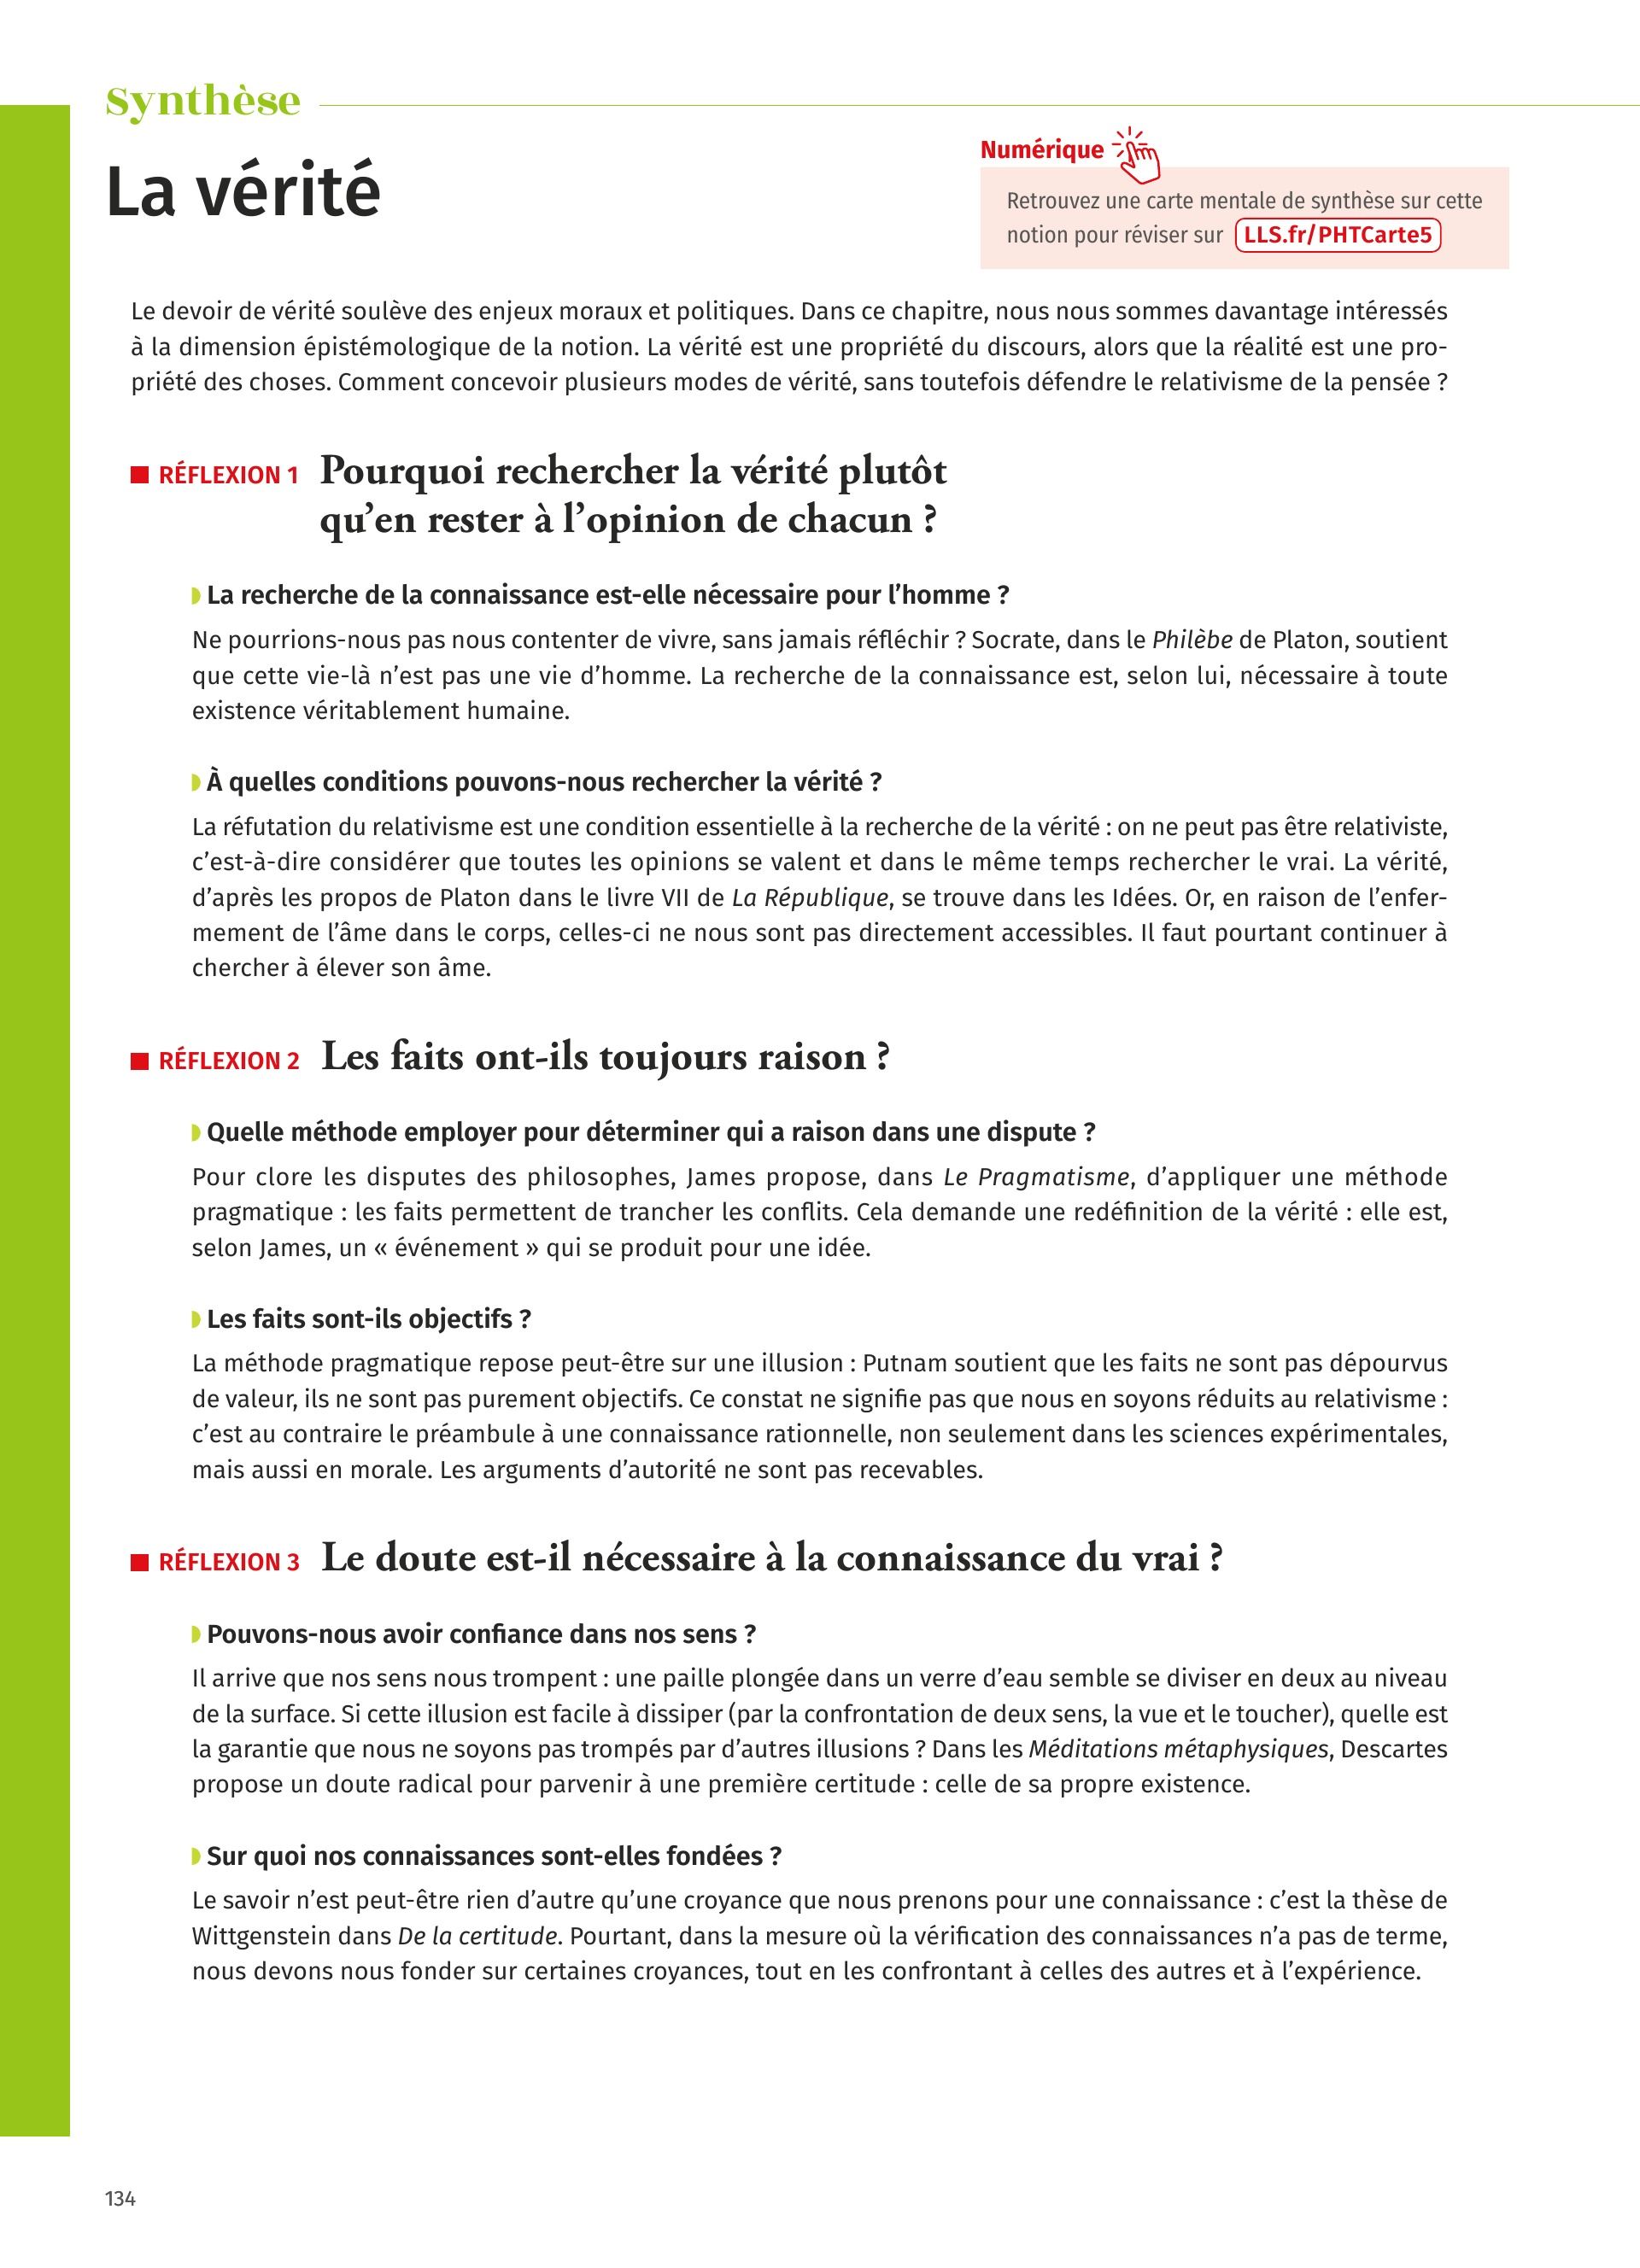 Synthèse
La vérité
Numérique
Retrouvez une carte mentale de synthèse sur cette
notion pour réviser sur LLS.fr/PHTCarte5
Le devoir de vérité soulève des enjeux moraux et politiques. Dans ce chapitre, nous nous sommes davantage intéressés
à la dimension épistémologique de la notion. La vérité est une propriété du discours, alors que la réalité est une pro-
priété des choses. Comment concevoir plusieurs modes de vérité, sans toutefois défendre le relativisme de la pensée ?
RÉFLEXION 1 Pourquoi rechercher la vérité plutôt
qu’en rester à l’opinion de chacun ?
La recherche de la connaissance est-elle nécessaire pour l’homme ?
Ne pourrions-nous pas nous contenter de vivre, sans jamais réfléchir ? Socrate, dans le Philèbe de Platon, soutient
que cette vie-là n’est pas une vie d’homme. La recherche de la connaissance est, selon lui, nécessaire à toute
existence véritablement humaine.
À quelles conditions pouvons-nous rechercher la vérité ?
La réfutation du relativisme est une condition essentielle à la recherche de la vérité : on ne peut pas être relativiste,
c’est-à-dire considérer que toutes les opinions se valent et dans le même temps rechercher le vrai. La vérité,
d’après les propos de Platon dans le livre VII de La République, se trouve dans les Idées. Or, en raison de l’enfer-
mement de l’âme dans le corps, celles-ci ne nous sont pas directement accessibles. Il faut pourtant continuer à
chercher à élever son âme.
RÉFLEXION 2 Les faits ont-ils toujours raison ?
Quelle méthode employer pour déterminer qui a raison dans une dispute ?
Pour clore les disputes des philosophes, James propose, dans Le Pragmatisme, d’appliquer une méthode
pragmatique : les faits permettent de trancher les conflits. Cela demande une redéfinition de la vérité : elle est,
selon James, un « événement » qui se produit pour une idée.
Les faits sont-ils objectifs ?
La méthode pragmatique repose peut-être sur une illusion : Putnam soutient que les faits ne sont pas dépourvus
de valeur, ils ne sont pas purement objectifs. Ce constat ne signifie pas que nous en soyons réduits au relativisme :
c’est au contraire le préambule à une connaissance rationnelle, non seulement dans les sciences expérimentales,
mais aussi en morale. Les arguments d’autorité ne sont pas recevables.
RÉFLEXION 3 Le doute est-il nécessaire à la connaissance du vrai ?
Pouvons-nous avoir confiance dans nos sens ?
Il arrive que nos sens nous trompent : une paille plongée dans un verre d’eau semble se diviser en deux au niveau
de la surface. Si cette illusion est facile à dissiper (par la confrontation de deux sens, la vue et le toucher), quelle est
la garantie que nous ne soyons pas trompés par d’autres illusions ? Dans les Méditations métaphysiques, Descartes
propose un doute radical pour parvenir à une première certitude : celle de sa propre existence.
Sur quoi nos connaissances sont-elles fondées ?
Le savoir n’est peut-être rien d’autre qu’une croyance que nous prenons pour une connaissance : c’est la thèse de
Wittgenstein dans De la certitude. Pourtant, dans la mesure où la vérification des connaissances n’a pas de terme,
nous devons nous fonder sur certaines croyances, tout en les confrontant à celles des autres et à l’expérience.
134